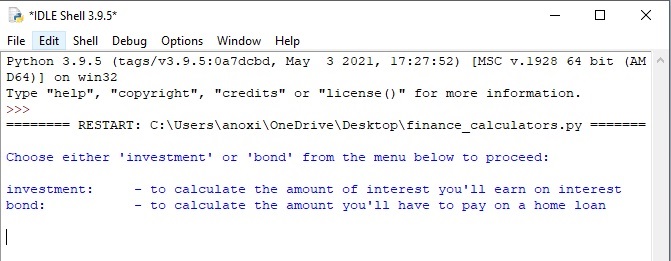 *IDLE Shell 3.9.5*
File Edit Shell Debug Options Window Help
Python 3.9.5 (tags/v3.9.5:0a7dcbd, May  3 2021, 17:27:52) [MSC v.1928 64 bit (AM
D64)] on win32
Type "help", "copyright", "credits" or "license()" for more information.
>>>
======== RESTART: C:\Users\anoxi\OneDrive\Desktop\finance_calculators.py =======
Choose either 'investment' or 'bond' from the menu below to proceed:
investment:     - to calculate the amount of interest you'll earn on interest
bond:           - to calculate the amount you'll have to pay on a home loan